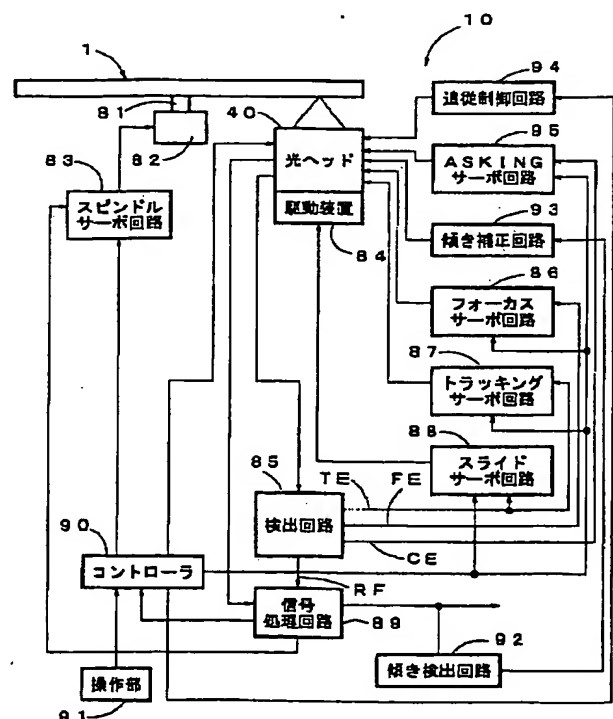 1
10
81
40
94
追従制御回路
82
95
83
光ヘッド
ASKING
サーボ回路
スピンドル
サーボ回路
駆動装置
93
傾き補正回路
84
86
フォーカス
サーボ回路
87
トラッキング
サーボ回路
88
85
TE
FE
スライド
サーボ回路
検出回路
90
CE
コントローラ
RF
信号
処理回路
89
92
操作部
傾き検出回路
91